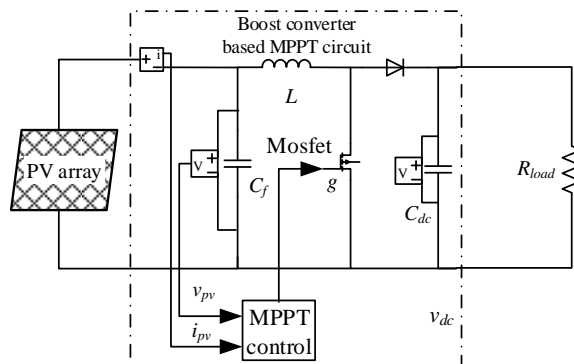 Boost converter
based MPPT circuit
+
i
-
L
PV array
V
+
-
C_f
Mosfet
g
V
+
-
C_dc
R_load
v_pv
i_pv
MPPT
control
v_dc